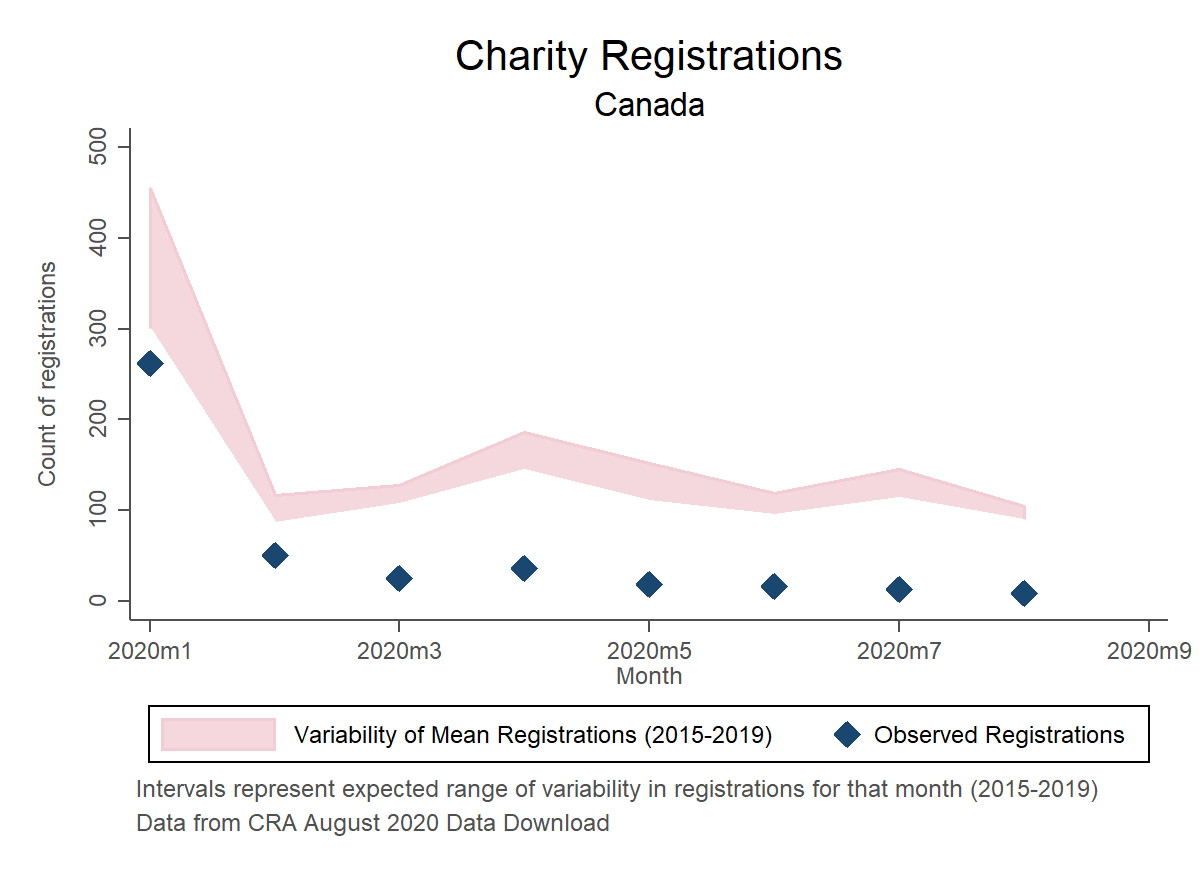 Charity Registrations
Canada
500
400
300
200
100
0
Count of registrations
2020m1 2020m3 2020m5 2020m7 2020m9
Month
Variability of Mean Registrations (2015-2019) Observed Registrations
Intervals represent expected range of variability in registrations for that month (2015-2019)
Data from CRA August 2020 Data Download